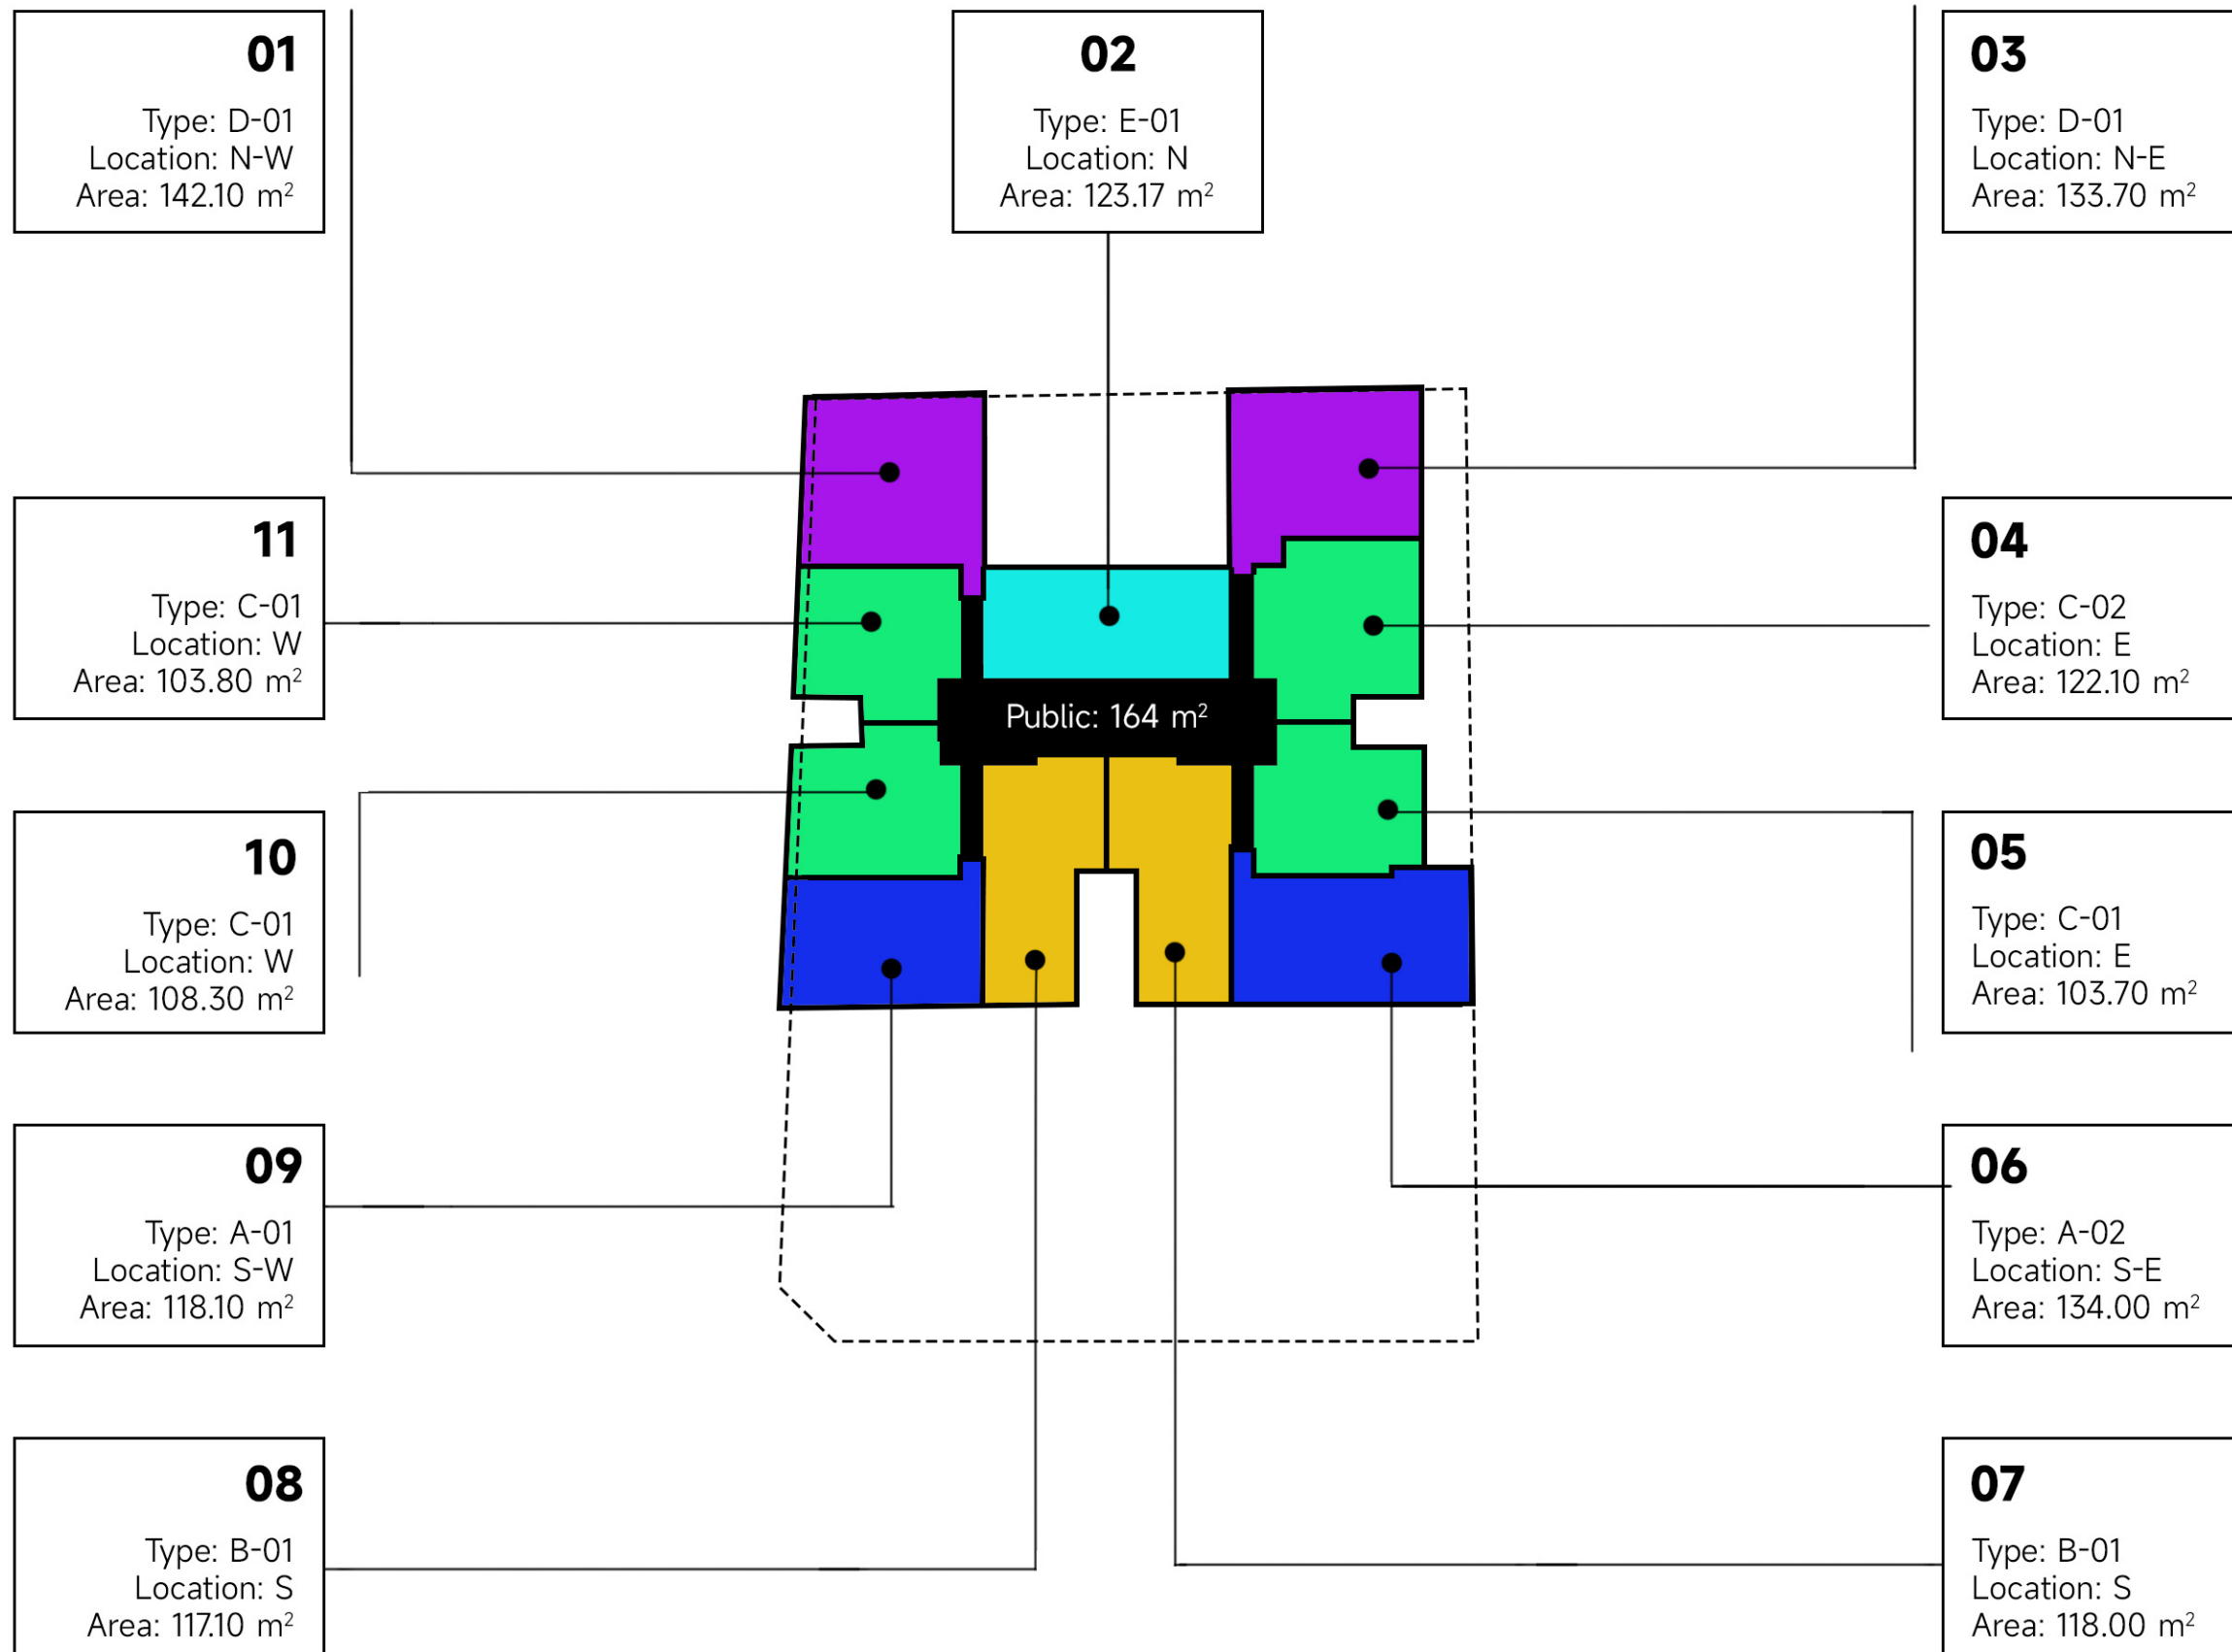 01
Type: D-01
Location: N-W
Area: 142.10 m²
02
Type: E-01
Location: N
Area: 123.17 m²
03
Type: D-01
Location: N-E
Area: 133.70 m²
11
Type: C-01
Location: W
Area: 103.80 m²
04
Type: C-02
Location: E
Area: 122.10 m²
Public: 164 m²
10
Type: C-01
Location: W
Area: 108.30 m²
05
Type: C-01
Location: E
Area: 103.70 m²
09
Type: A-01
Location: S-W
Area: 118.10 m²
06
Type: A-02
Location: S-E
Area: 134.00 m²
08
Type: B-01
Location: S
Area: 117.10 m²
07
Type: B-01
Location: S
Area: 118.00 m²